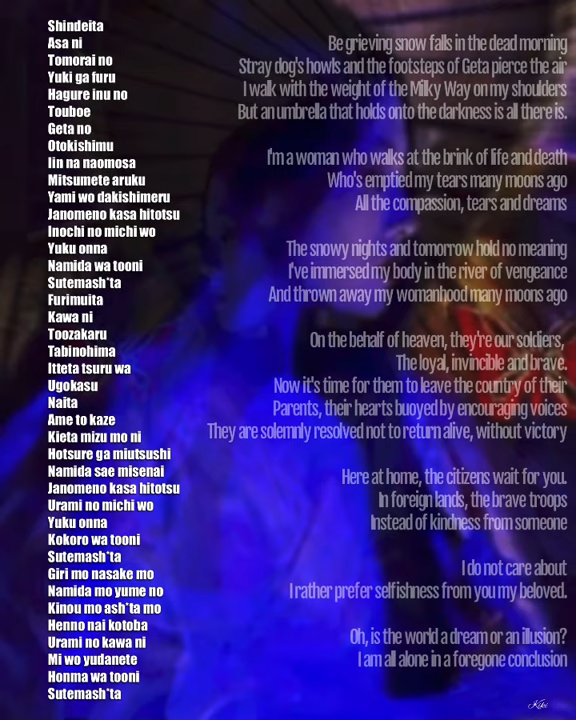 Shindeita
Asa ni
Tomorai no
Yuki ga furu
Hagure inu no
Touboe
Geta no
Otokishimu
Iin na naomosa
Mitsumete aruku
Yami wo dakishimeru
Janomeno kasa hitotsu
Inochi no michi wo
Yuku onna
Namida wa tooni
Sutemash*ta
Furimuita
Kawa ni
Toozakaru
Tabinohima
Itteta tsuru wa
Ugokasu
Naita
Ame to kaze
Kieta mizu mo ni
Hotsure ga miutsushi
Namida sae misenai
Janomeno kasa hitotsu
Urami no michi wo
Yuku onna
Kokoro wa tooni
Sutemash*ta
Giri mo nasake mo
Namida mo yume no
Kinou mo ash*ta mo
Henno nai kotoba
Urami no kawa ni
Mi wo yudanete
Honma wa tooni
Sutemash*ta
Be grieving snow falls in the dead morning
Stray dog's howls and the footsteps of Geta pierce the air
I walk with the weight of the Milky Way on my shoulders
But an umbrella that holds onto the darkness is all there is.
I'm a woman who walks at the brink of life and death
Who's emptied my tears many moons ago
All the compassion, tears and dreams
The snowy nights and tomorrow hold no meaning
I've immersed my body in the river of vengeance
And thrown away my womanhood many moons ago
On the behalf of heaven, they're our soldiers,
The loyal, invincible and brave.
Now it's time for them to leave the country of their
Parents, their hearts buoyed by encouraging voices
They are solemnly resolved not to return alive, without victory
Here at home, the citizens wait for you.
In foreign lands, the brave troops
Instead of kindness from someone
I do not care about
I rather prefer selfishness from you my beloved.
Oh, is the world a dream or an illusion?
I am all alone in a foregone conclusion
Kiki